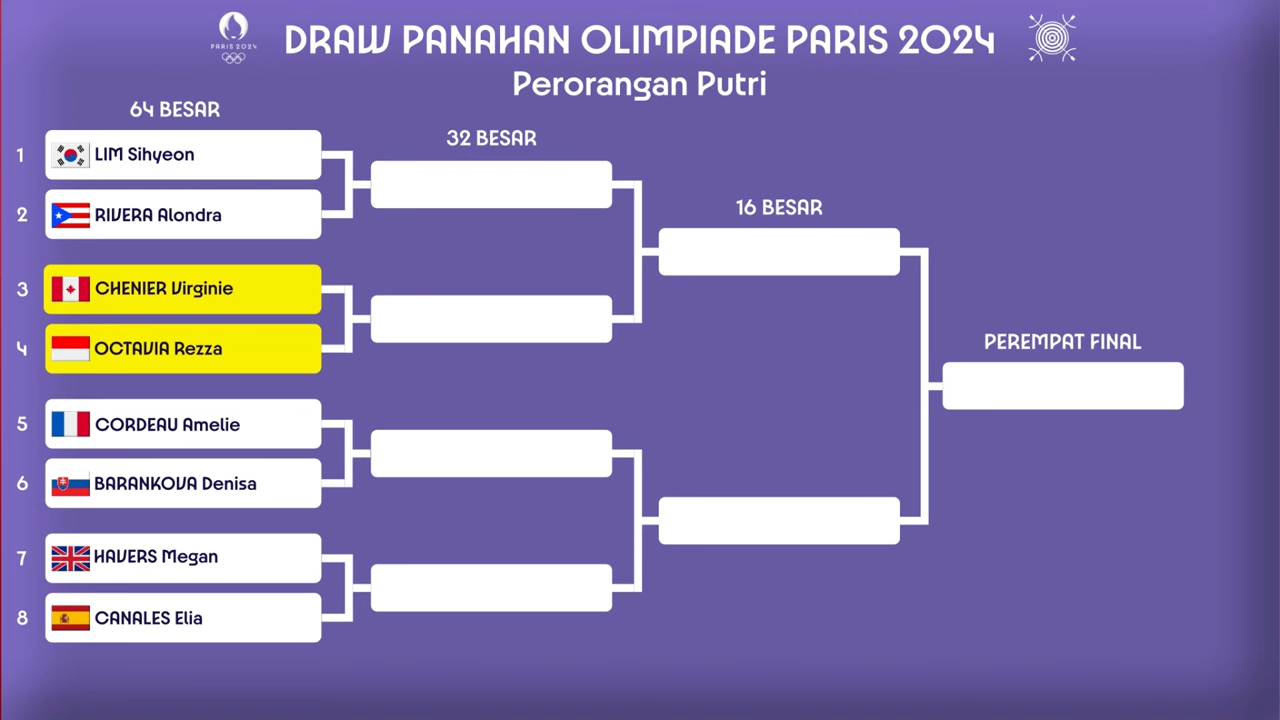 PARIS 2024
DRAW PANAHAN OLIMPIADE PARIS 2024
Perorangan Putri
64 BESAR
1 LIM Sihyeon
2 RIVERA Alondra
3 CHENIER Virginie
4 OCTAVIA Rezza
5 CORDEAU Amelie
6 BARANKOVA Denisa
7 HAVERS Megan
8 CANALES Elia
32 BESAR
16 BESAR
PEREMPAT FINAL